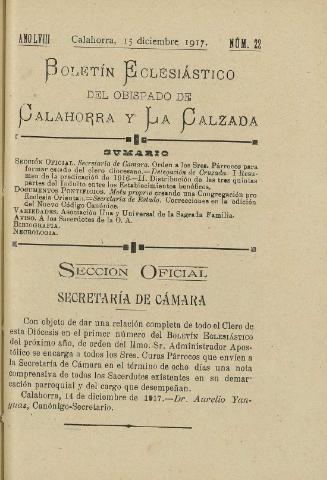 AÑO LVIII Calahorra, 15 diciembre 1917. NÚM. 22
BOLETÍN ECLESIÁSTICO
DEL OBISPADO DE
CALAHORRA Y LA CALZADA
SUMARIO
SECCIÓN OFICIAL. Secretaría de Cámara. Orden a los Sres. Párrocos para
formar estado del clero diocesano.—Delegación de Cruzada: I Resu-
men de la predicación de 1916—II. Distribución de las tres quintas
partes del Indulto entre los Establecimientos benéficos.
DOCUMENTOS PONTIFICIOS. Motu proprio creando una Congregación pro
Ecclesia Orientali.—Secretaría de Estado. Correcciones en la edición
del Nuevo Código Canónico.
VARIEDADES. Asociación Una y Universal de la Sagrada Familia.
AVISO. A los Sacerdotes de la O. A.
BIBLIOGRAFIA.
NECROLOGIA.
SECCION OFICIAL
SECRETARÍA DE CÁMARA
Con objeto de dar una relación completa de todo el Clero de
esta Diócesis en el primer número del BOLETÍN ECLESIÁSTICO
del próximo año, de orden del Ilmo. Sr. Administrador Apos-
tólico se encarga a todos los Sres. Curas Párrocos que envíen a
la Secretaría de Cámara en el término de ocho días una nota
comprensiva de todos los Sacerdotes existentes en su demar-
cación parroquial y del cargo que desempeñan.
Calahorra, 14 de diciembre de 1917.—Dr. Aurelio Yan-
guas, Canónigo-Secretario.